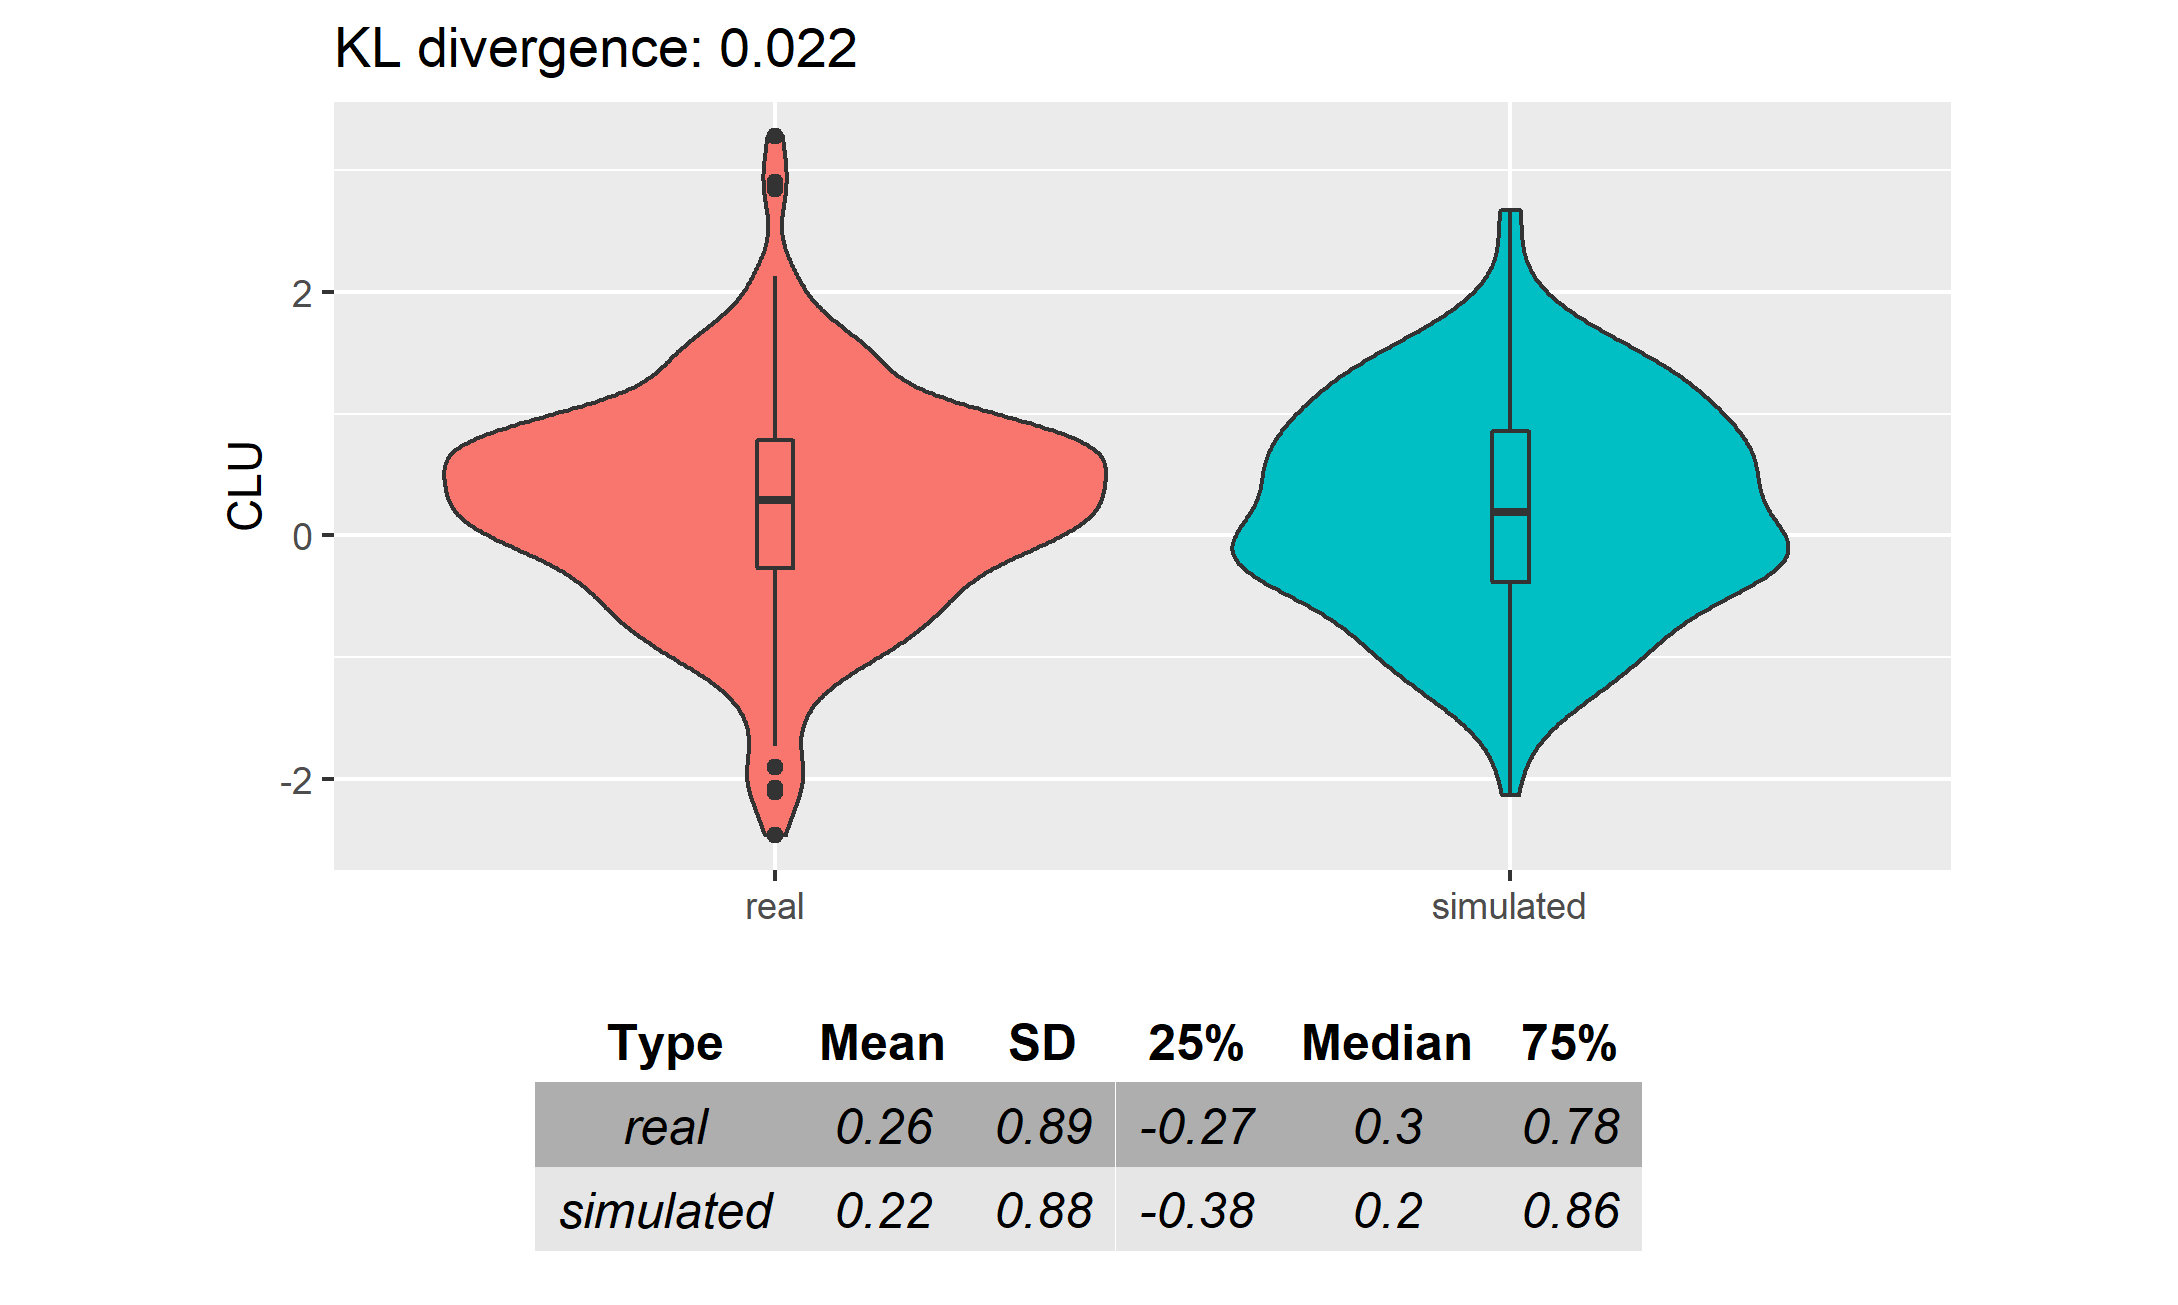 KL divergence: 0.022
CLU
2
0
-2
real simulated
Type Mean SD 25% Median 75%
real 0.26 0.89 -0.27 0.3 0.78
simulated 0.22 0.88 -0.38 0.2 0.86